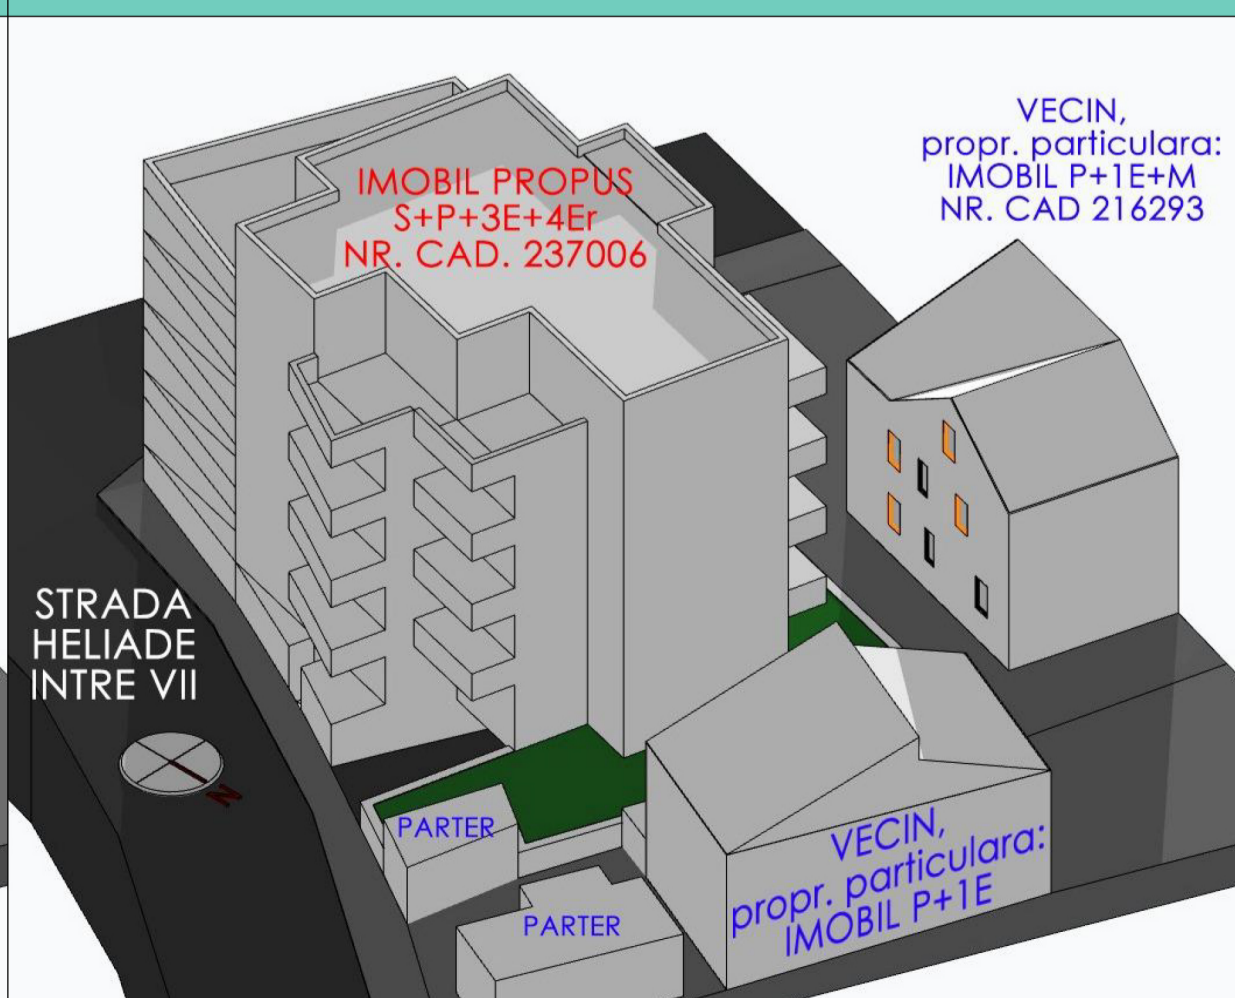 VECIN,
propr. particulara:
IMOBIL P+1E+M
NR. CAD 216293
IMOBIL PROPUS
S+P+3E+4Er
NR. CAD. 237006
STRADA
HELIADE
INTRE VII
N
PARTER
PARTER
VECIN,
propr. particulara:
IMOBIL P+1E